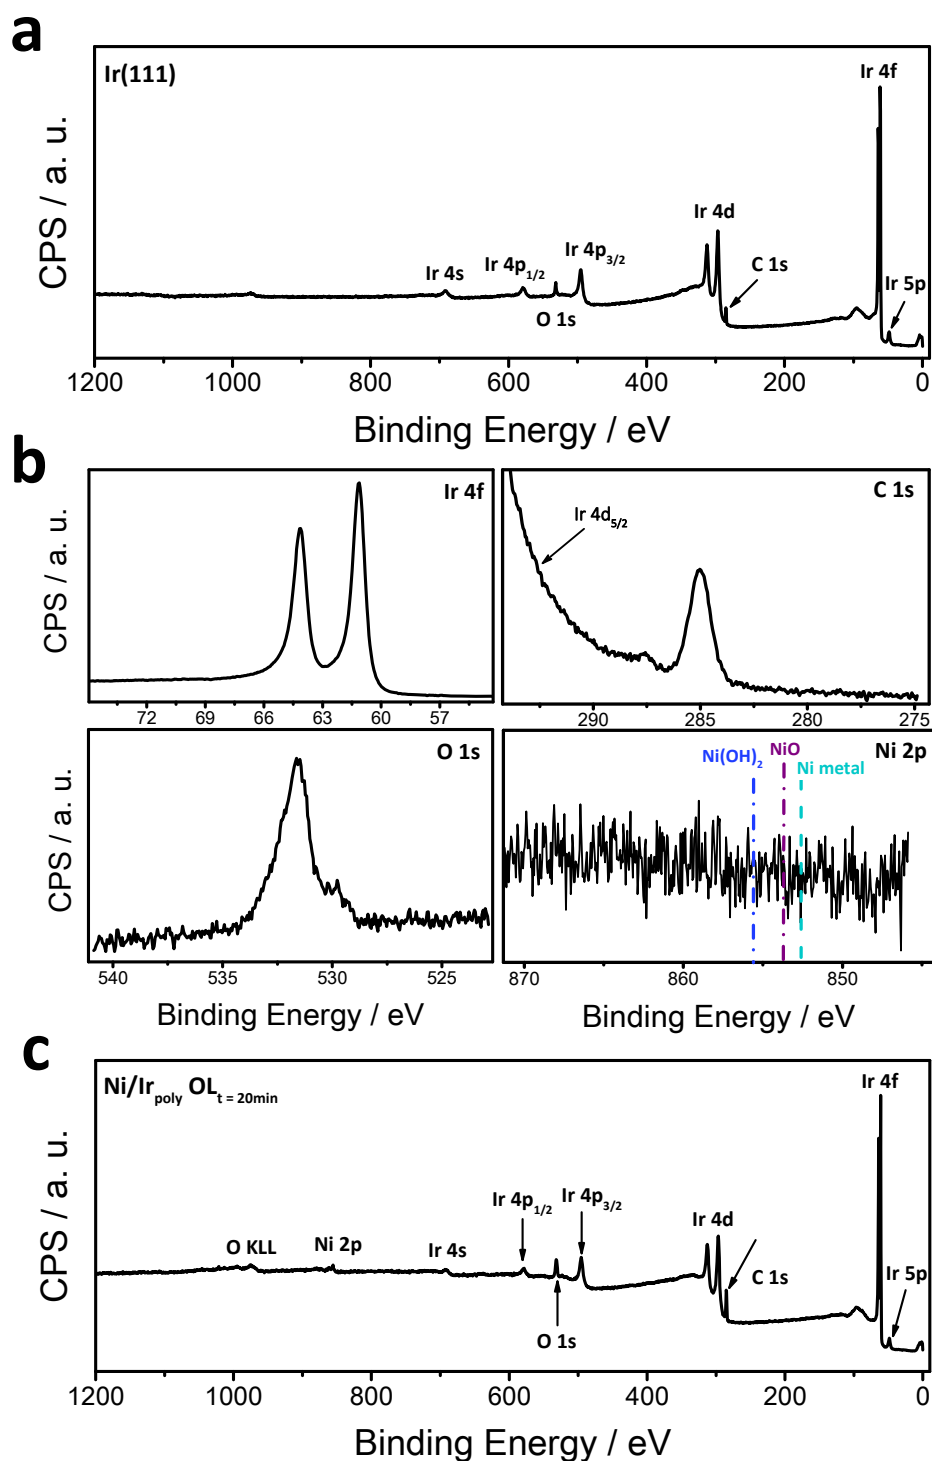 a
Ir(111)
Ir 4f
Ir 4d
Ir 4p3/2
Ir 4p1/2
Ir 4s
C 1s
Ir 5p
O 1s
CPS / a. u.
1200 1000 800 600 400 200 0
Binding Energy / eV
b
Ir 4f
CPS / a. u.
72 69 66 63 60 57
C 1s
Ir 4d5/2
290 285 280 275
O 1s
CPS / a. u.
540 535 530 525
Binding Energy / eV
Ni 2p
Ni(OH)2
NiO
Ni metal
870 860 850
Binding Energy / eV
c
Ni/Irpoly OLt = 20min
Ir 4f
Ir 4p1/2
Ir 4p3/2
Ir 4d
O KLL
Ni 2p
Ir 4s
C 1s
Ir 5p
O 1s
CPS / a. u.
1200 1000 800 600 400 200 0
Binding Energy / eV